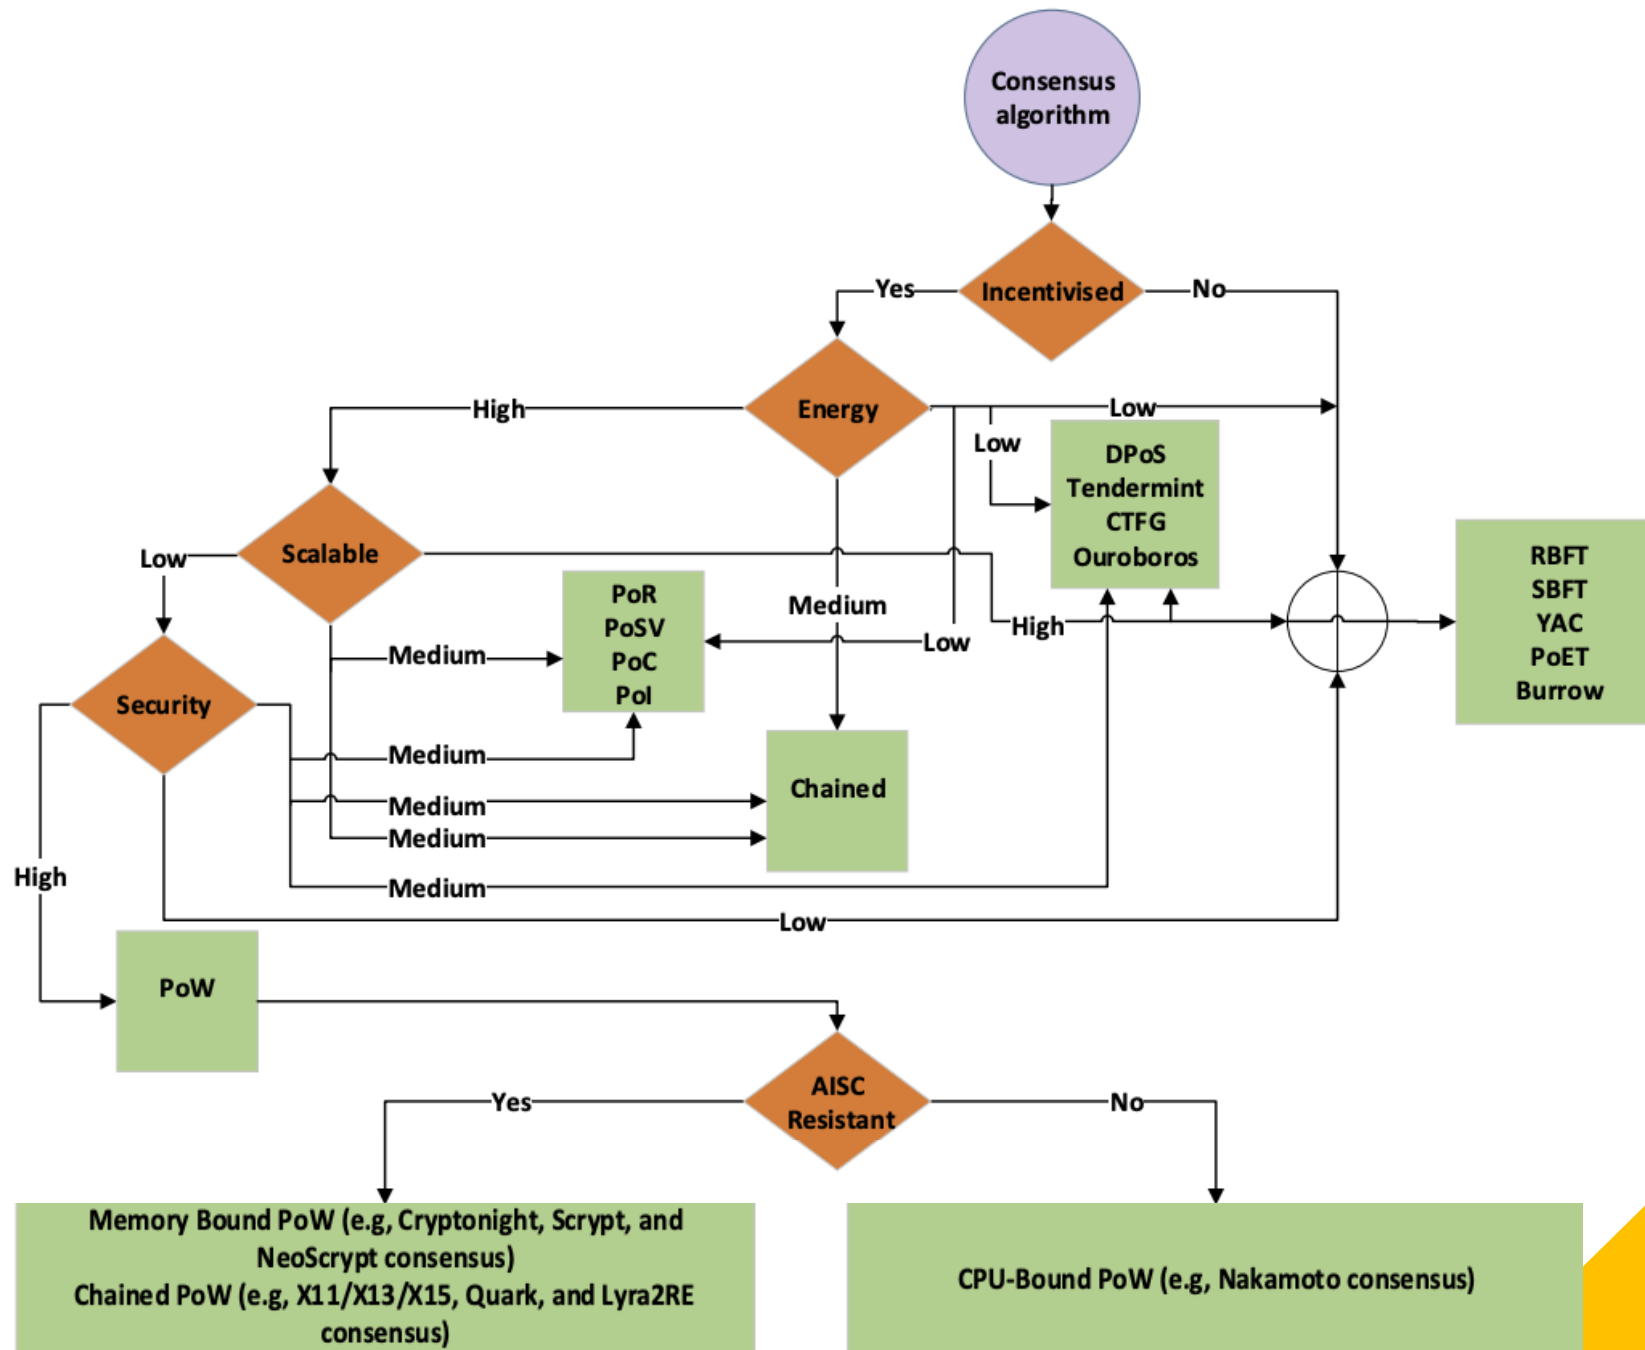 Consensus
algorithm
Yes
Incentivised
No
High
Energy
Low
Low
DPoS
Tendermint
CTFG
Ouroboros
Low
Scalable
RBFT
SBFT
YAC
PoET
Burrow
PoR
PoSV
PoC
PoI
Medium
High
Low
Medium
Security
Medium
Medium
Medium
Medium
Chained
High
Low
PoW
AISC
Resistant
Yes
No
Memory Bound PoW (e.g, Cryptonight, Scrypt, and
NeoScrypt consensus)
Chained PoW (e.g, X11/X13/X15, Quark, and Lyra2RE
consensus)
CPU-Bound PoW (e.g, Nakamoto consensus)